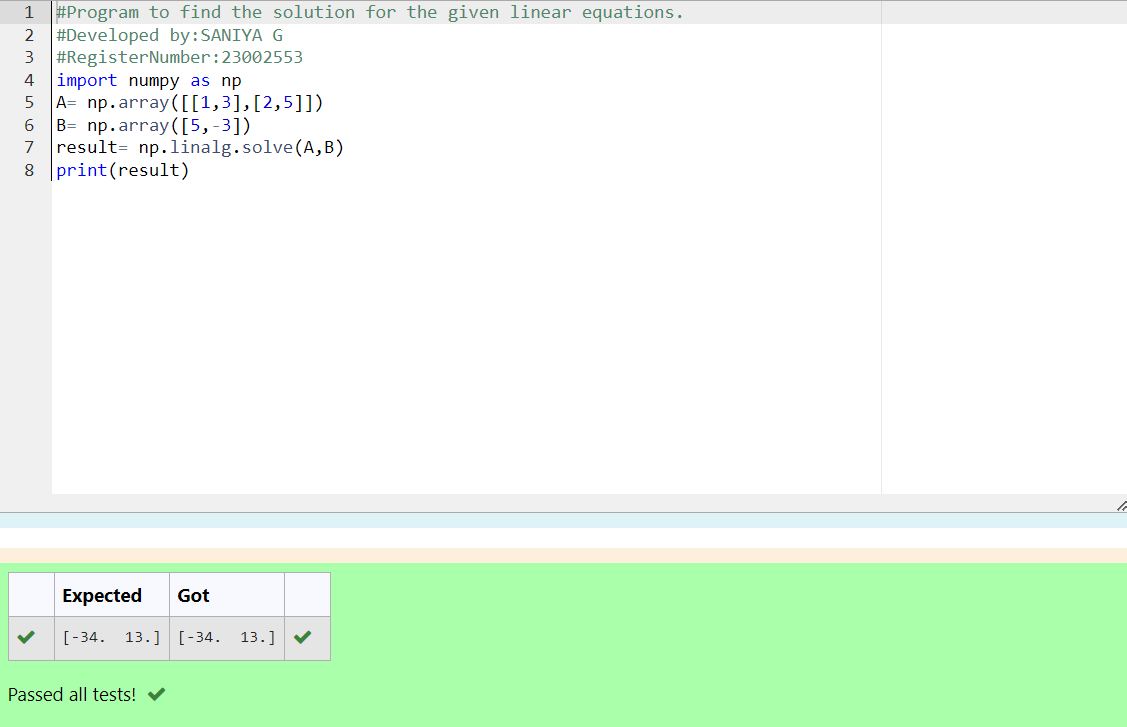 1 #Program to find the solution for the given linear equations.
2 #Developed by:SANIYA G
3 #RegisterNumber:23002553
4 import numpy as np
5 A= np.array([[1,3],[2,5]])
6 B= np.array([5,-3])
7 result= np.linalg.solve(A,B)
8 print(result)
Expected Got
[-34.  13.] [-34.  13.]
Passed all tests!